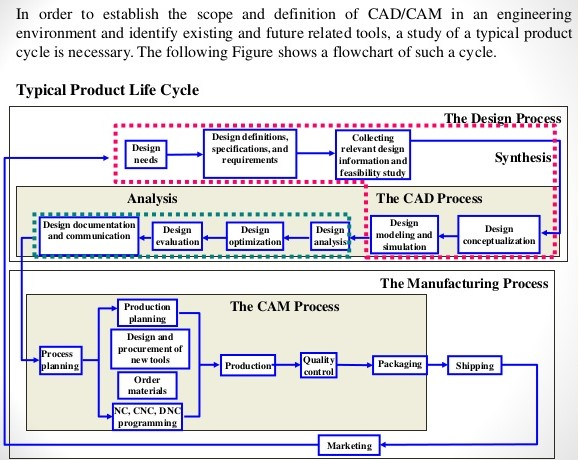 In order to establish the scope and definition of CAD/CAM in an engineering
environment and identify existing and future related tools, a study of a typical product
cycle is necessary. The following Figure shows a flowchart of such a cycle.
Typical Product Life Cycle
The Design Process
Design
needs
Design definitions,
specifications, and
requirements
Collecting
relevant design
information and
feasibility study
Synthesis
Analysis
The CAD Process
Design documentation
and communication
Design
evaluation
Design
optimization
Design
analysis
Design
modeling and
simulation
Design
conceptualization
The Manufacturing Process
The CAM Process
Process
planning
Production
planning
Design and
procurement of
new tools
Order
materials
NC, CNC, DNC
programming
Production
Quality
control
Packaging
Shipping
Marketing